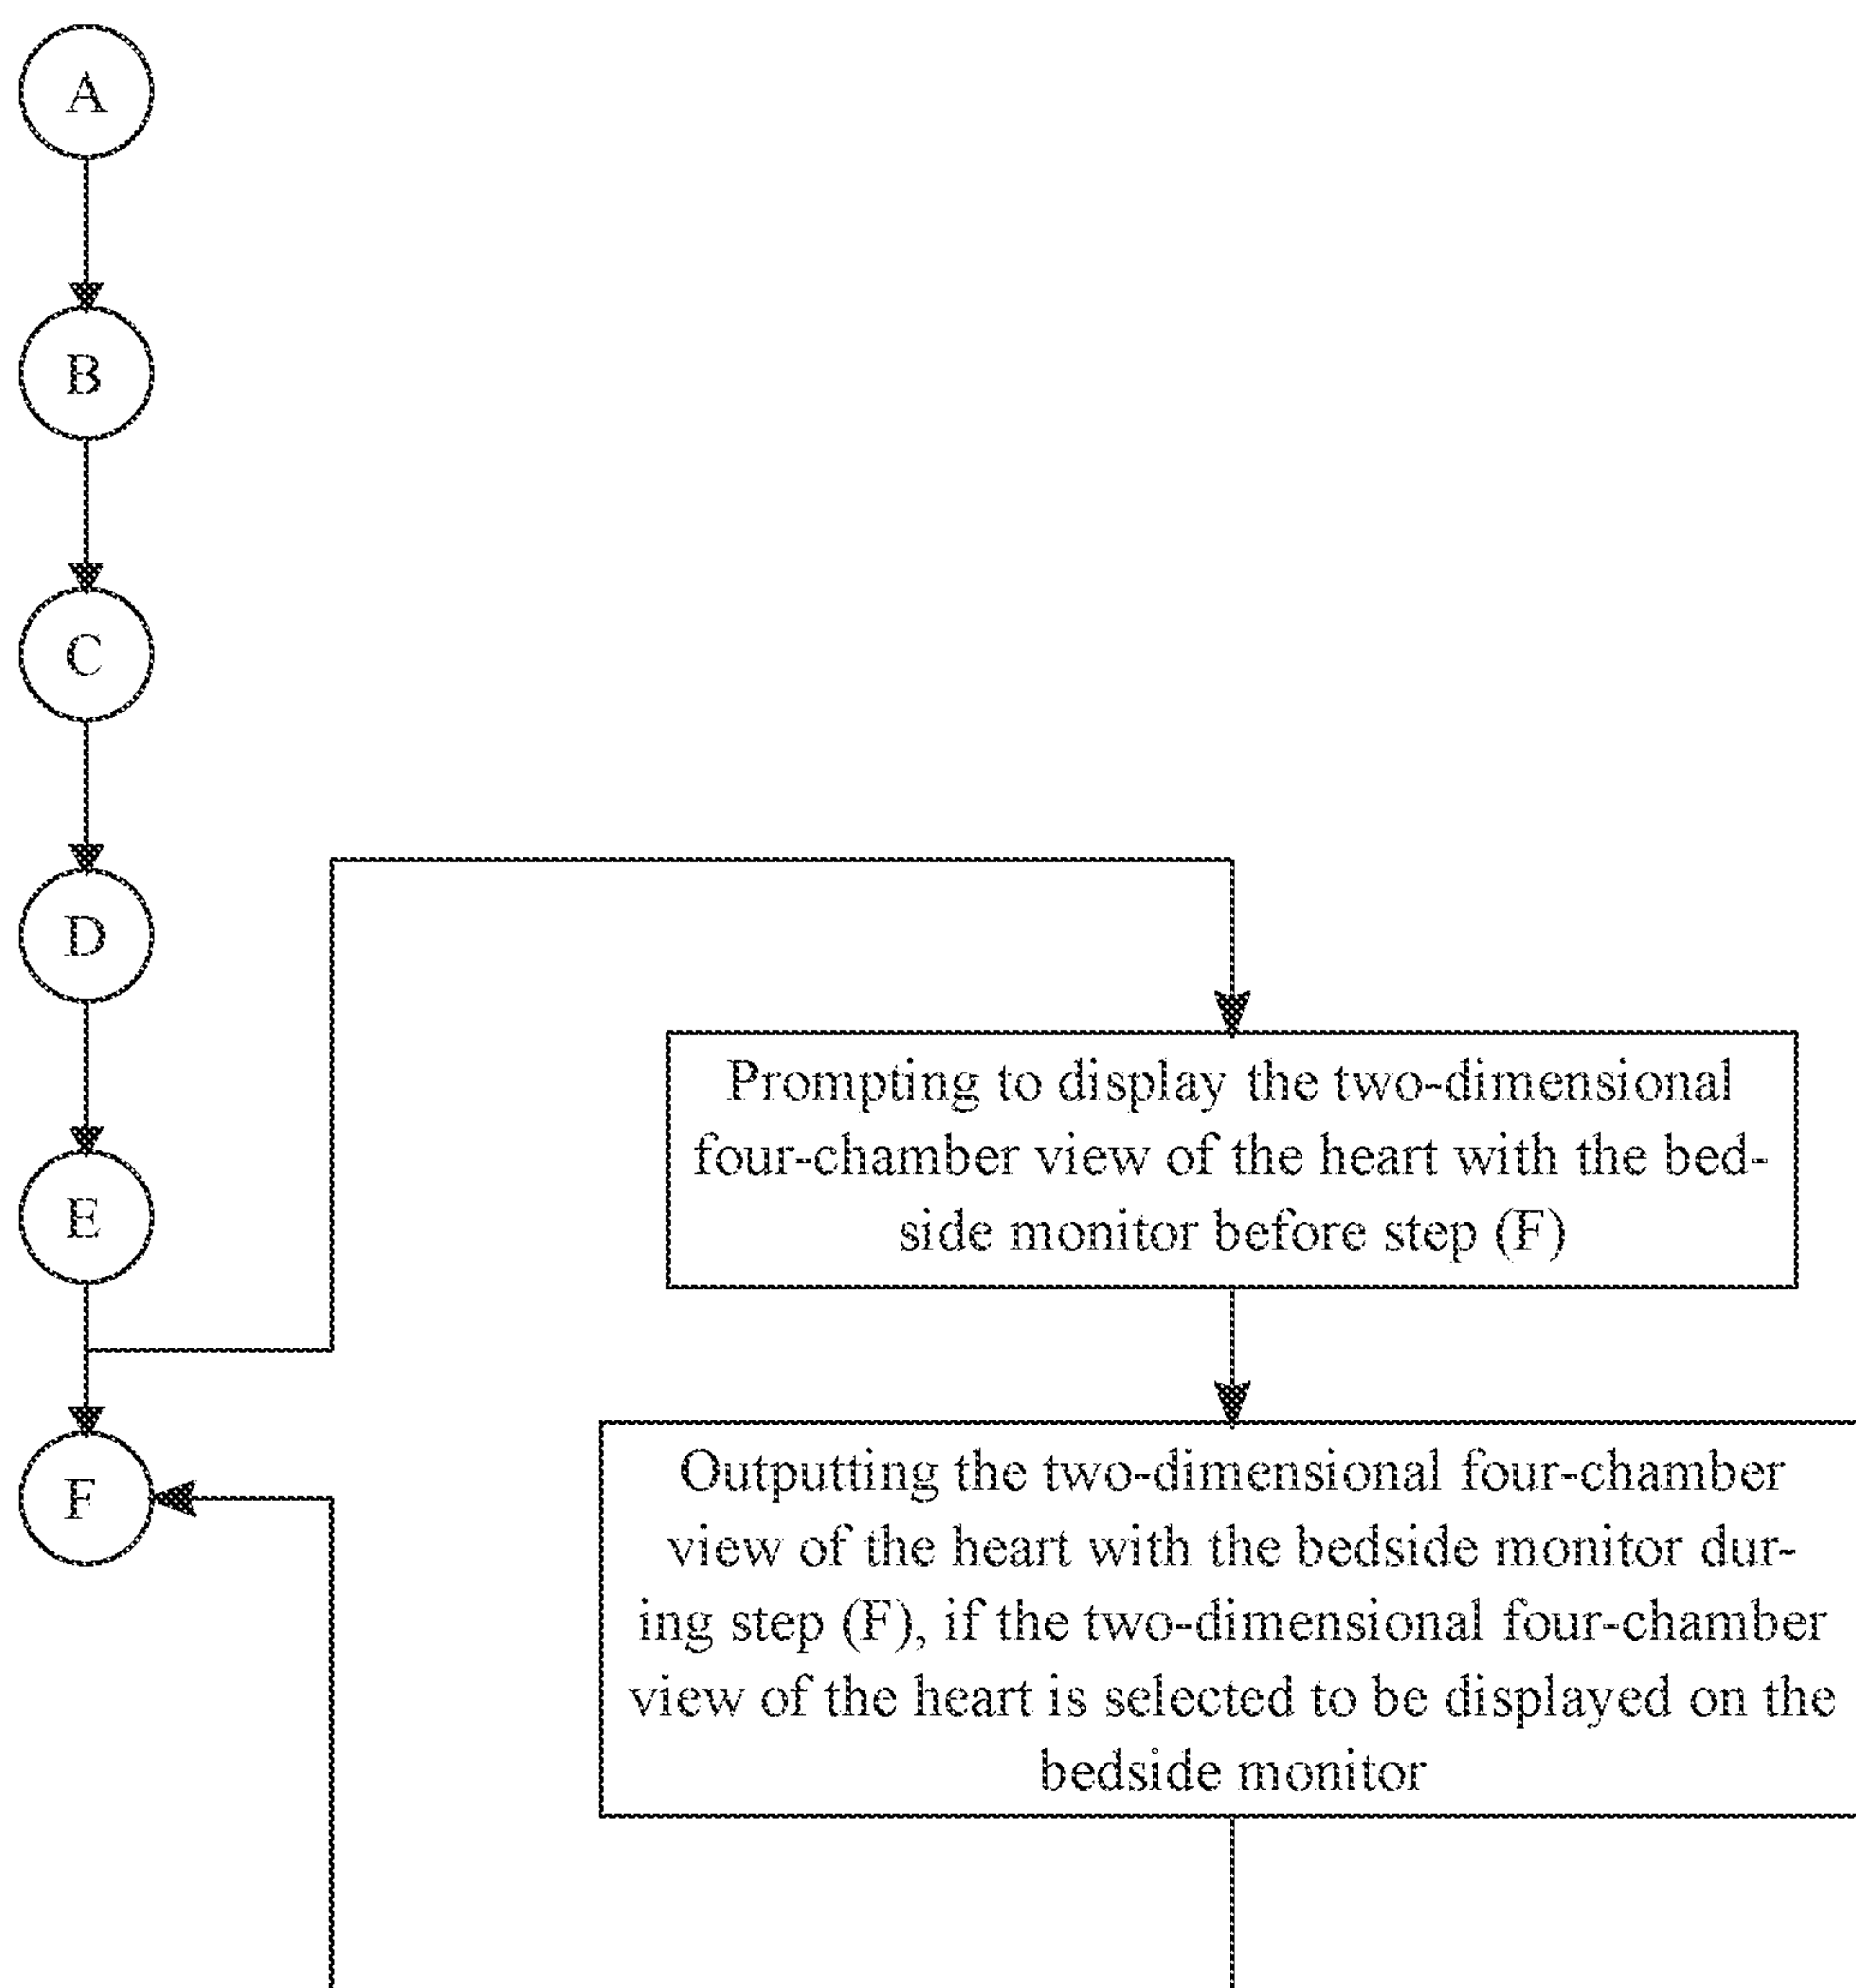 A
B
C
D
E
F
Prompting to display the two-dimensional
four-chamber view of the heart with the bed-
side monitor before step (F)
Outputting the two-dimensional four-chamber
view of the heart with the bedside monitor dur-
ing step (F), if the two-dimensional four-chamber
view of the heart is selected to be displayed on the
bedside monitor